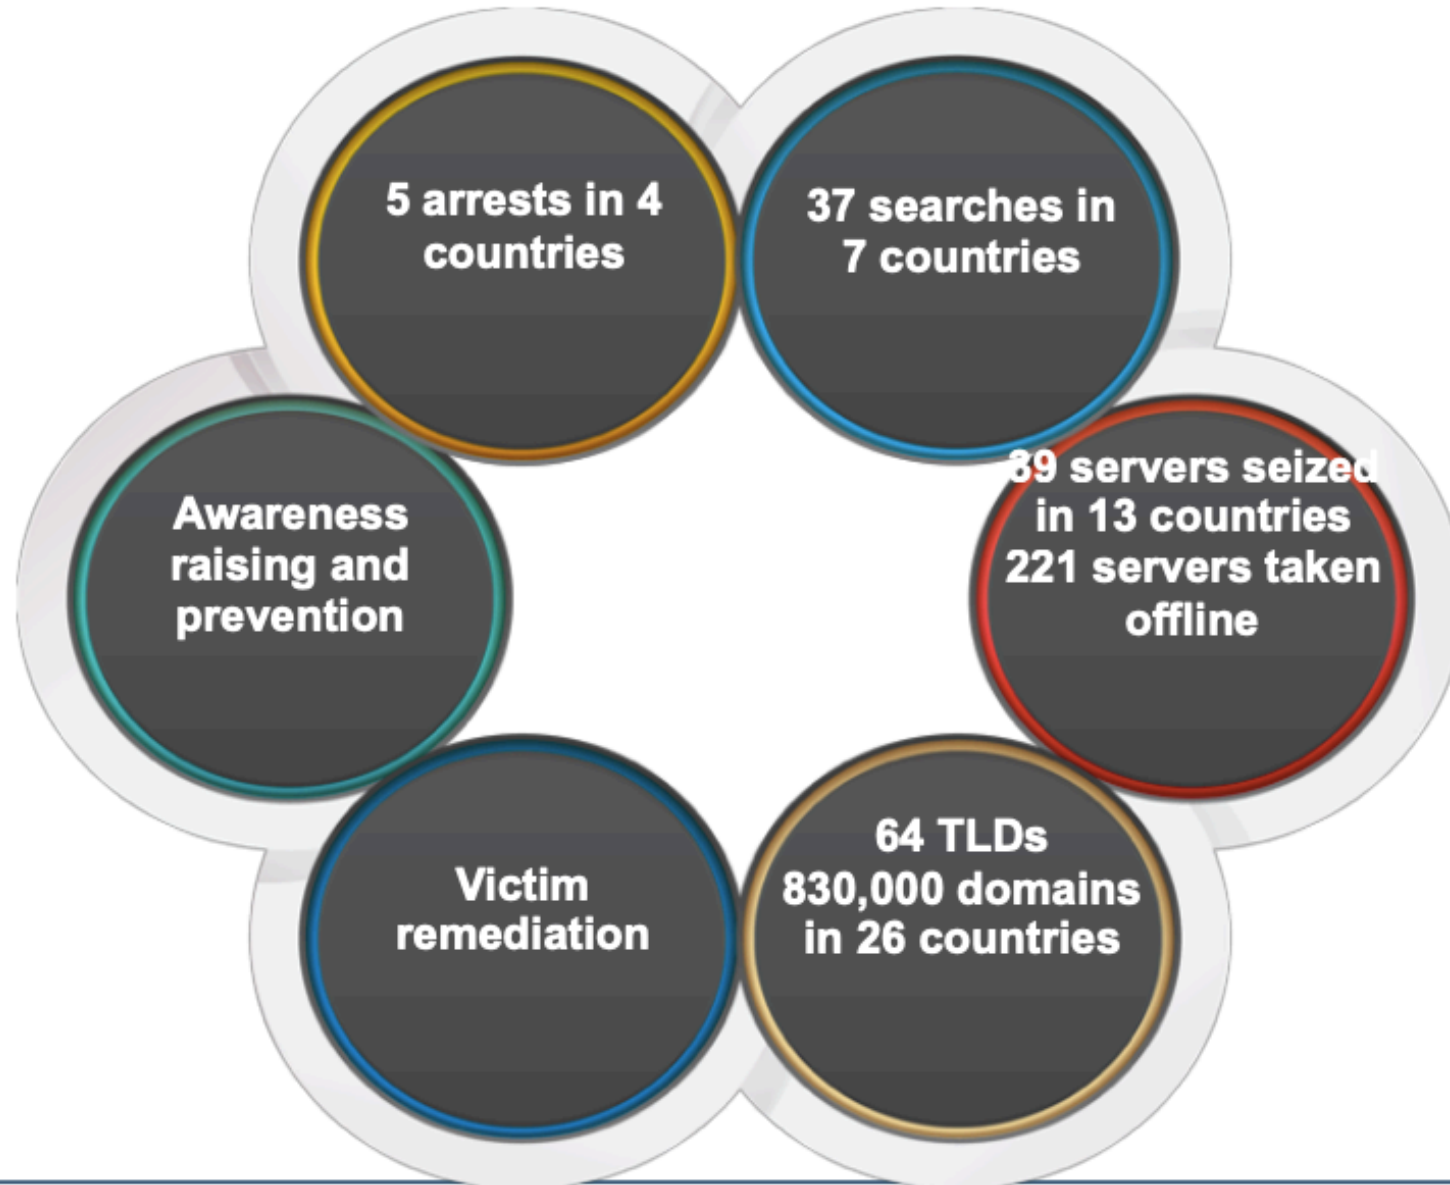 5 arrests in 4
countries
37 searches in
7 countries
39 servers seized
in 13 countries
221 servers taken
offline
64 TLDs
830,000 domains
in 26 countries
Victim
remediation
Awareness
raising and
prevention